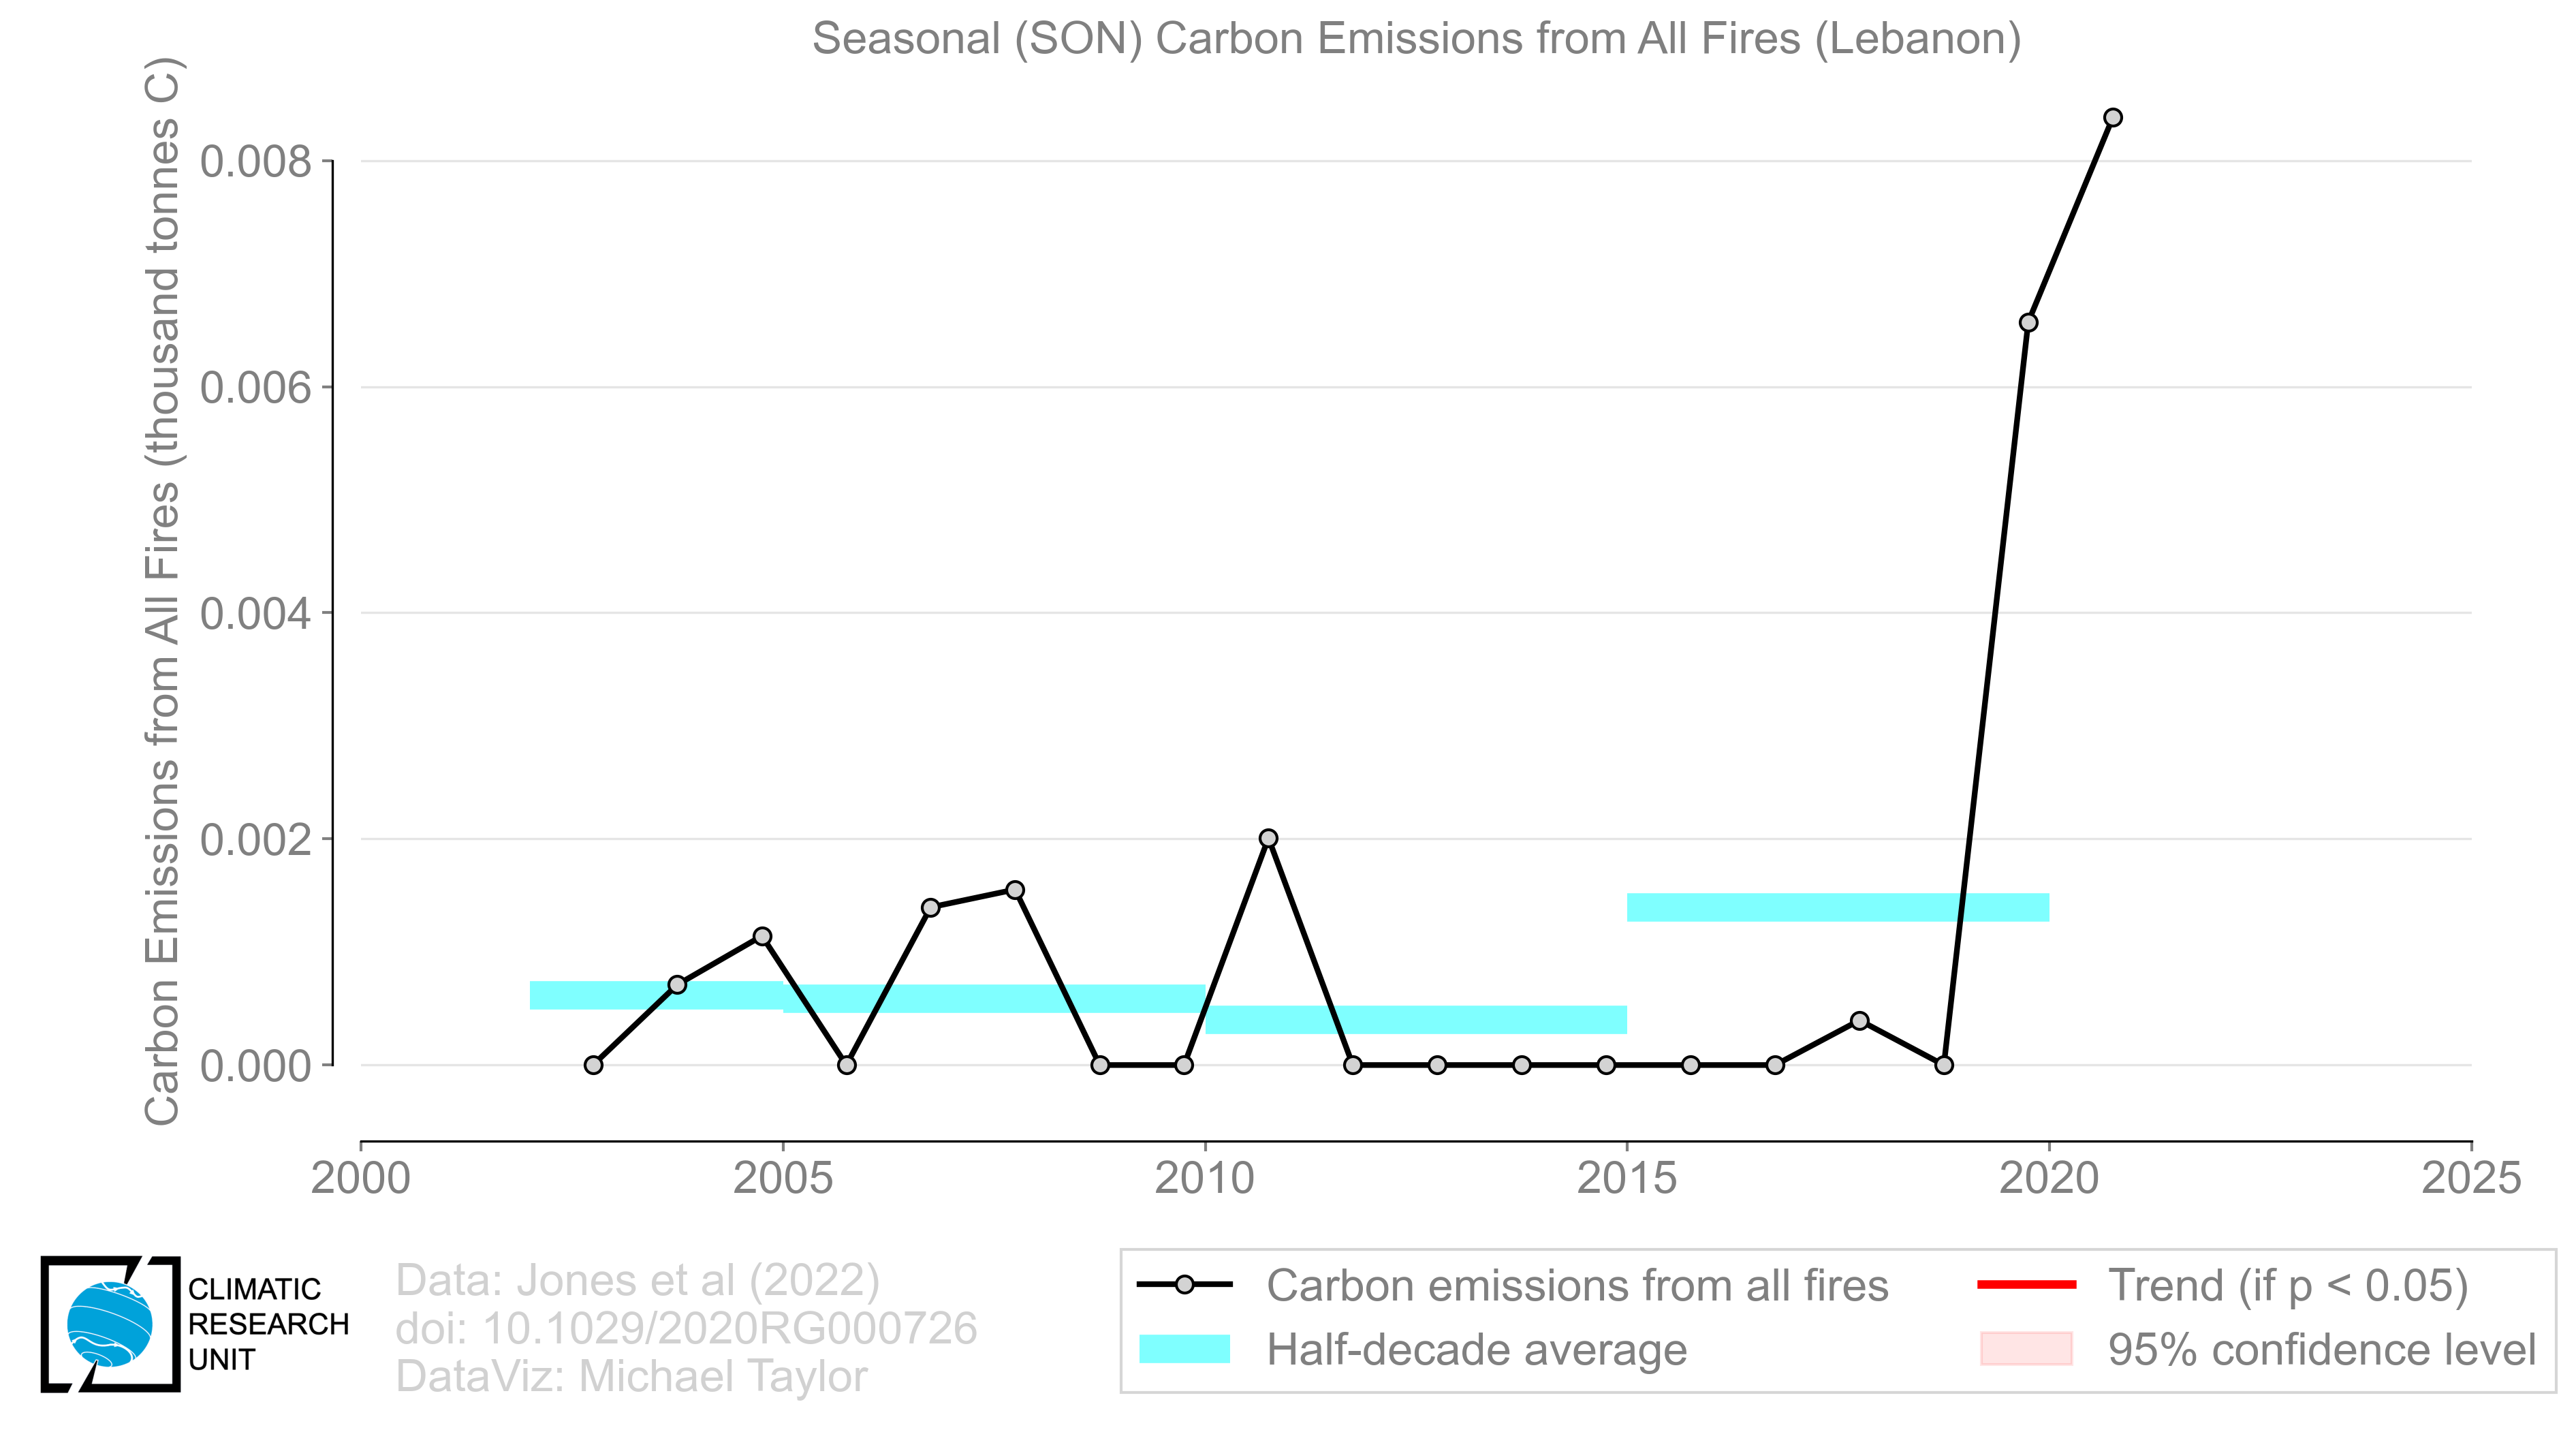 Seasonal (SON) Carbon Emissions from All Fires (Lebanon)
Carbon Emissions from All Fires (thousand tonnes C)
0.008
0.006
0.004
0.002
0.000
2000 2005 2010 2015 2020 2025
CLIMATIC
RESEARCH
UNIT
Data: Jones et al (2022)
doi: 10.1029/2020RG000726
DataViz: Michael Taylor
Carbon emissions from all fires
Half-decade average
Trend (if p < 0.05)
95% confidence level